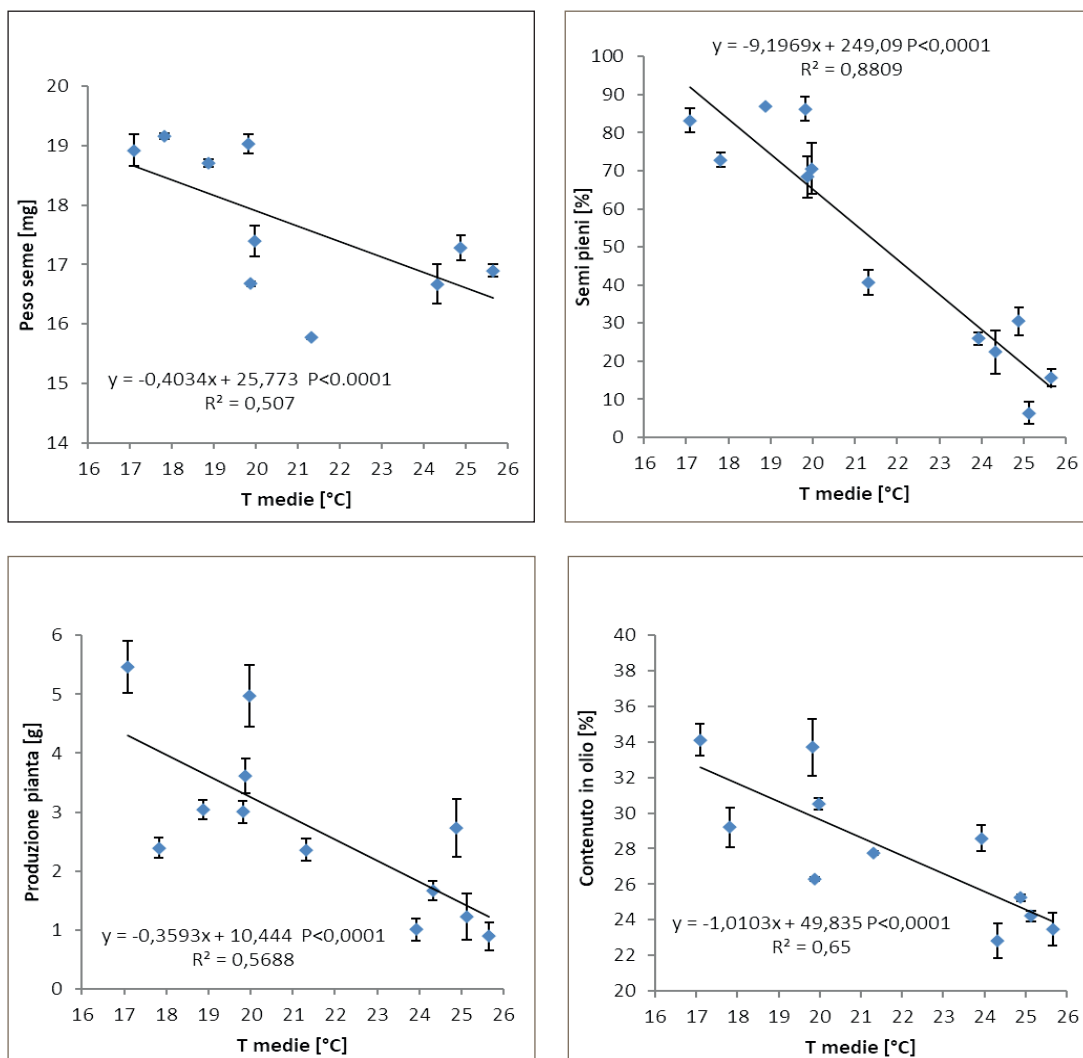 Peso seme [mg]
20
19
18
17
16
15
14
y = -0,4034x + 25,773 P<0.0001
R² = 0,507
16 17 18 19 20 21 22 23 24 25 26
T medie [°C]
y = -9,1969x + 249,09 P<0,0001
R² = 0,8809
Semi pieni [%]
100
90
80
70
60
50
40
30
20
10
0
16 17 18 19 20 21 22 23 24 25 26
T medie [°C]
Produzione pianta [g]
6
5
4
3
2
1
0
y = -0,3593x + 10,444 P<0,0001
R² = 0,5688
16 17 18 19 20 21 22 23 24 25 26
T medie [°C]
Contenuto in olio [%]
40
38
36
34
32
30
28
26
24
22
20
y = -1,0103x + 49,835 P<0,0001
R² = 0,65
16 17 18 19 20 21 22 23 24 25 26
T medie [°C]